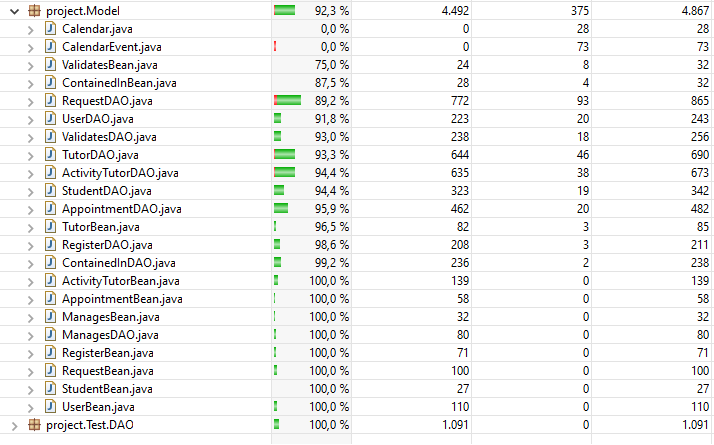 project.Model 92,3 % 4.492 375 4.867
Calendar.java 0,0 % 0 28 28
CalendarEvent.java 0,0 % 0 73 73
ValidatesBean.java 75,0 % 24 8 32
ContainedInBean.java 87,5 % 28 4 32
RequestDAO.java 89,2 % 772 93 865
UserDAO.java 91,8 % 223 20 243
ValidatesDAO.java 93,0 % 238 18 256
TutorDAO.java 93,3 % 644 46 690
ActivityTutorDAO.java 94,4 % 635 38 673
StudentDAO.java 94,4 % 323 19 342
AppointmentDAO.java 95,9 % 462 20 482
TutorBean.java 96,5 % 82 3 85
RegisterDAO.java 98,6 % 208 3 211
ContainedInDAO.java 99,2 % 236 2 238
ActivityTutorBean.java 100,0 % 139 0 139
AppointmentBean.java 100,0 % 58 0 58
ManagesBean.java 100,0 % 32 0 32
ManagesDAO.java 100,0 % 80 0 80
RegisterBean.java 100,0 % 71 0 71
RequestBean.java 100,0 % 100 0 100
StudentBean.java 100,0 % 27 0 27
UserBean.java 100,0 % 110 0 110
project.Test.DAO 100,0 % 1.091 0 1.091